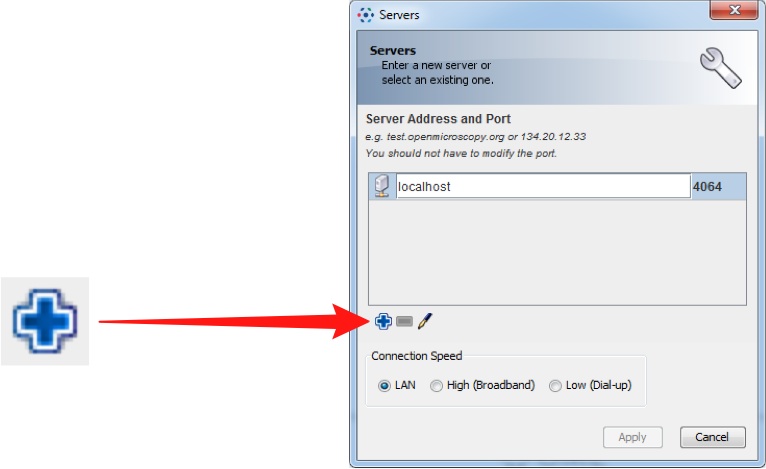 Servers
Servers
Enter a new server or
select an existing one.
Server Address and Port
e.g. test.openmicroscopy.org or 134.20.12.33
You should not have to modify the port.
localhost 4064
Connection Speed
LAN High (Broadband) Low (Dial-up)
Apply Cancel